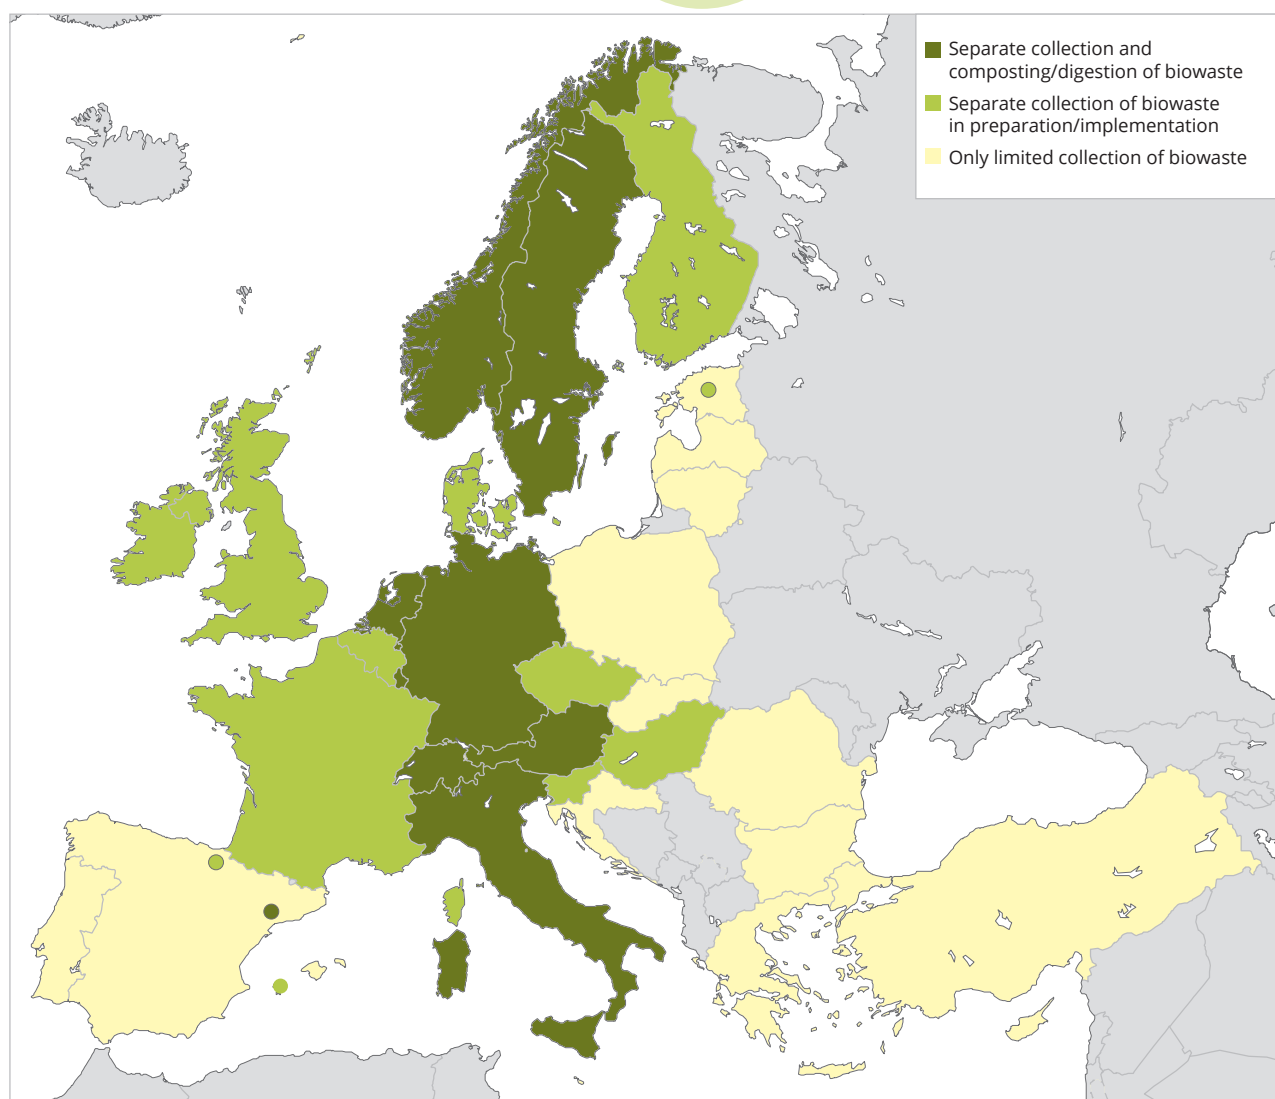 Separate collection and
composting/digestion of biowaste
Separate collection of biowaste
in preparation/implementation
Only limited collection of biowaste